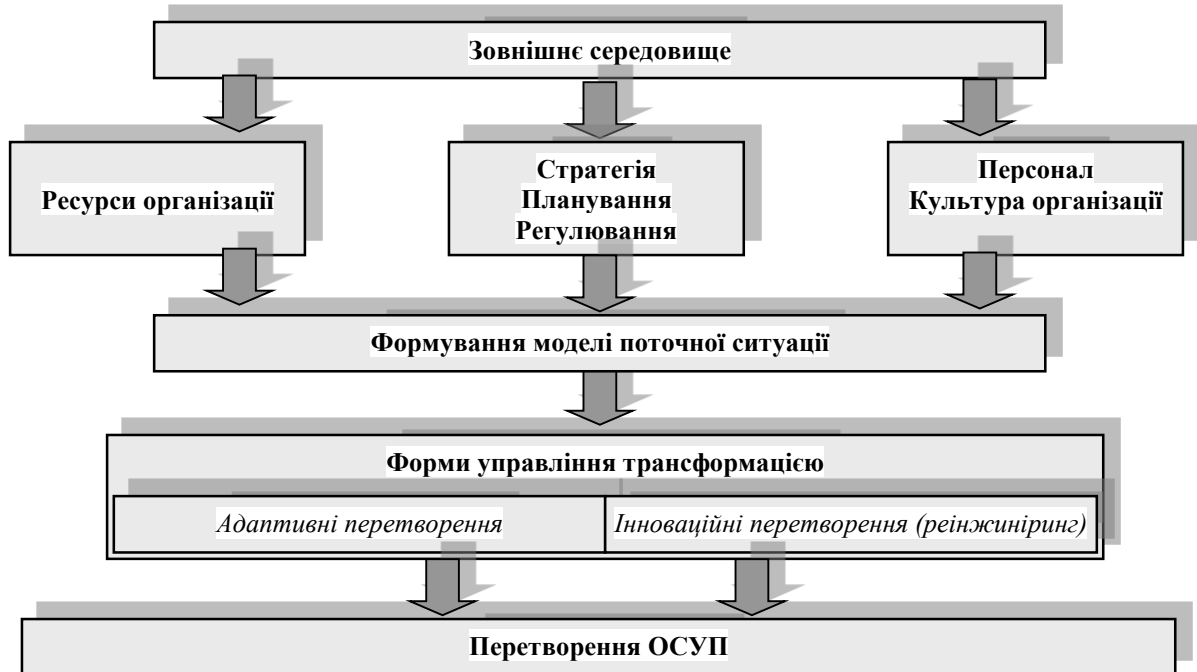 Зовнішнє середовище
Ресурси організації
Стратегія
Планування
Регулювання
Персонал
Культура організації
Формування моделі поточної ситуації
Форми управління трансформацією
Адаптивні перетворення
Інноваційні перетворення (реінжиніринг)
Перетворення ОСУП